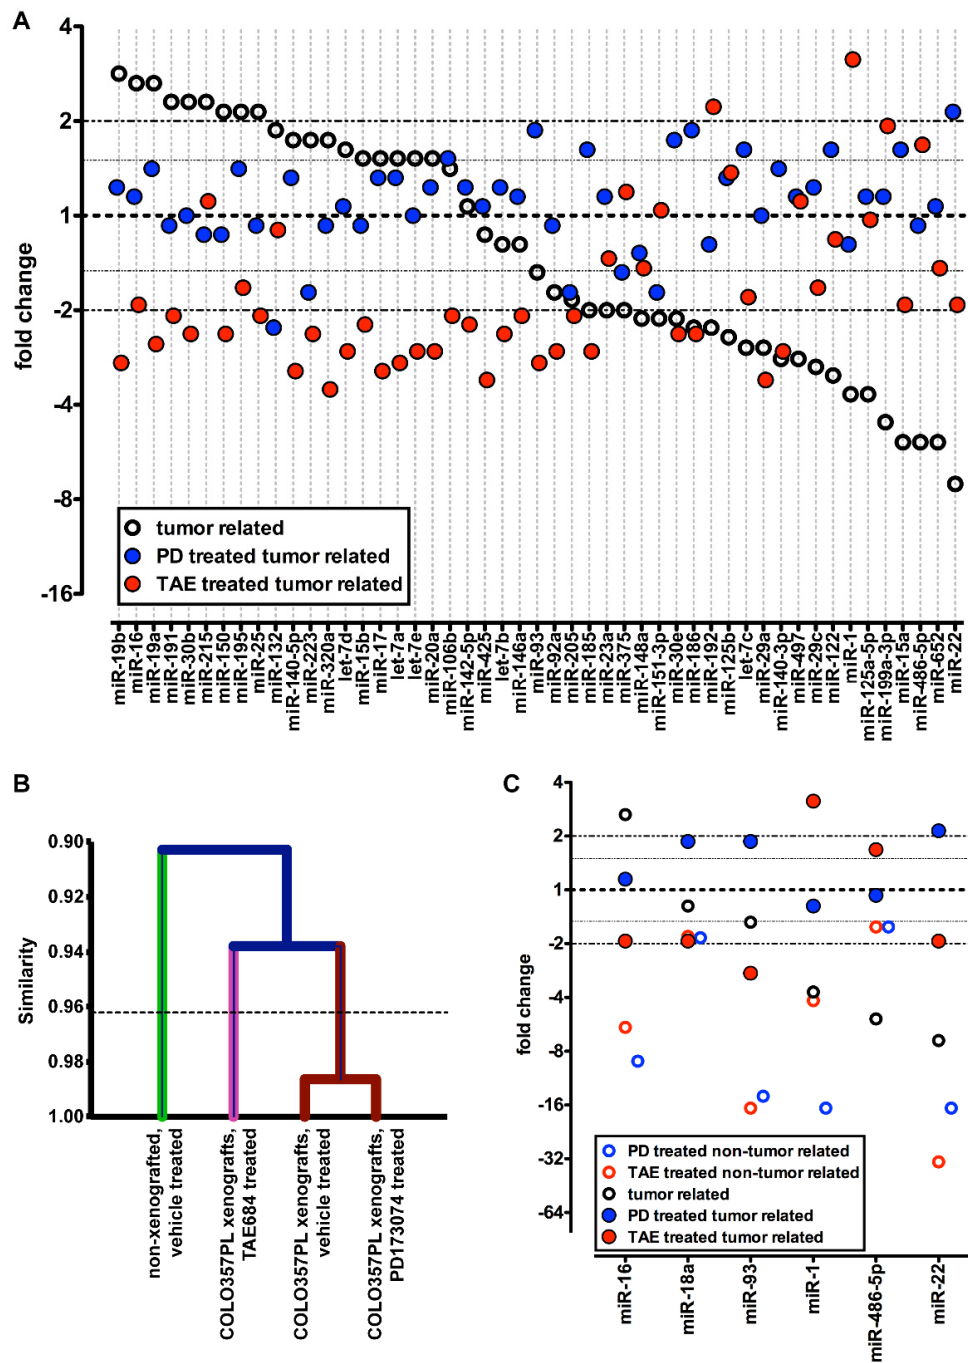 A
4
2
1
-2
-4
-8
-16
fold change
tumor related
PD treated tumor related
TAE treated tumor related
miR-19b
miR-16
miR-19a
miR-191
miR-30b
miR-215
miR-150
miR-195
miR-25
miR-132
miR-140-5p
miR-223
miR-320a
let-7d
miR-15b
miR-17
let-7a
let-7e
miR-20a
miR-106b
miR-142-5p
miR-425
let-7b
miR-146a
miR-93
miR-92a
miR-205
miR-185
miR-23a
miR-375
miR-148a
miR-151-3p
miR-30e
miR-186
miR-192
miR-125b
let-7c
miR-29a
miR-140-3p
miR-497
miR-29c
miR-122
miR-1
miR-125a-5p
miR-199a-3p
miR-15a
miR-486-5p
miR-652
miR-22
B
0.90
0.92
0.94
0.96
0.98
1.00
Similarity
non-xenografted,
vehicle treated
COLO357PL xenografts,
TAE684 treated
COLO357PL xenografts,
vehicle treated
COLO357PL xenografts,
PD173074 treated
C
4
2
1
-2
-4
-8
-16
-32
-64
fold change
PD treated non-tumor related
TAE treated non-tumor related
tumor related
PD treated tumor related
TAE treated tumor related
miR-16
miR-18a
miR-93
miR-1
miR-486-5p
miR-22